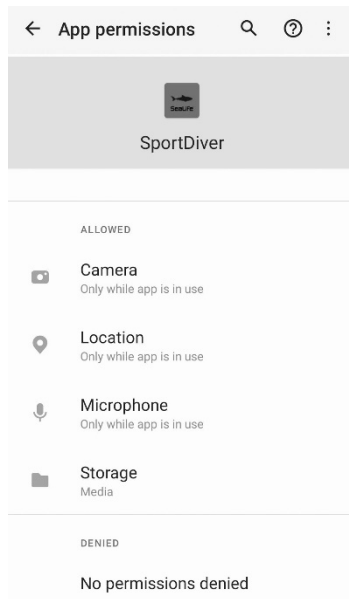 App permissions
SeaLife
SportDiver
ALLOWED
Camera
Only while app is in use
Location
Only while app is in use
Microphone
Only while app is in use
Storage
Media
DENIED
No permissions denied